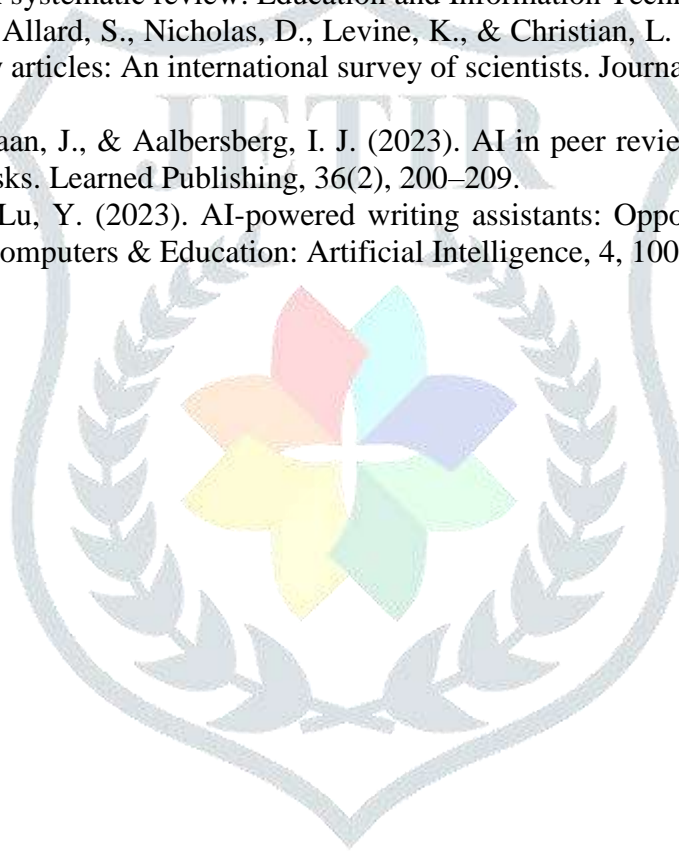 systematic review. Education and Information Techn
Allard, S., Nicholas, D., Levine, K., & Christian, L.
articles: An international survey of scientists. Journa
JETIR
aan, J., & Aalbersberg, I. J. (2023). AI in peer revie
sks. Learned Publishing, 36(2), 200–209.
Lu, Y. (2023). AI-powered writing assistants: Oppo
omputers & Education: Artificial Intelligence, 4, 100